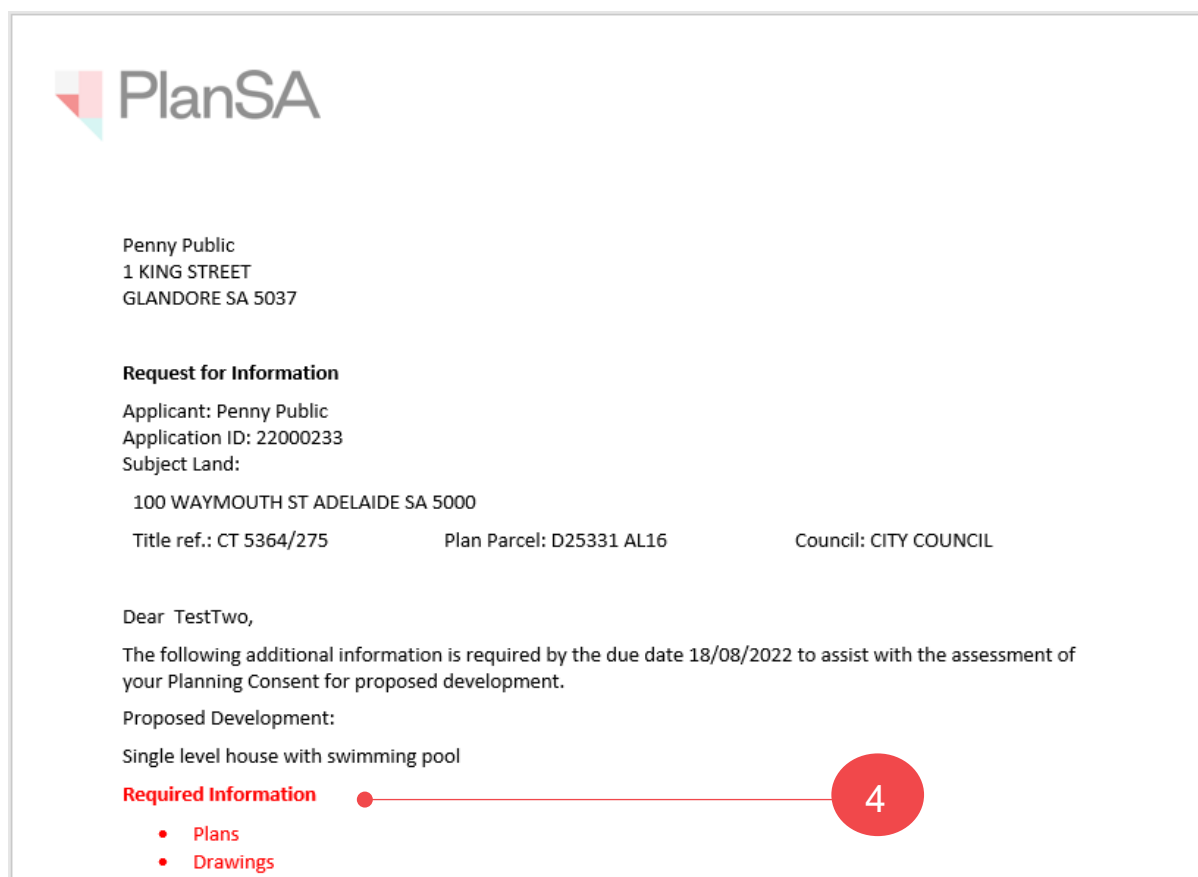 PlanSA
Penny Public
1 KING STREET
GLANDORE SA 5037
Request for Information
Applicant: Penny Public
Application ID: 22000233
Subject Land:
100 WAYMOUTH ST ADELAIDE SA 5000
Title ref.: CT 5364/275 Plan Parcel: D25331 AL16 Council: CITY COUNCIL
Dear  TestTwo,
The following additional information is required by the due date 18/08/2022 to assist with the assessment of
your Planning Consent for proposed development.
Proposed Development:
Single level house with swimming pool
Required Information
4
• Plans
• Drawings